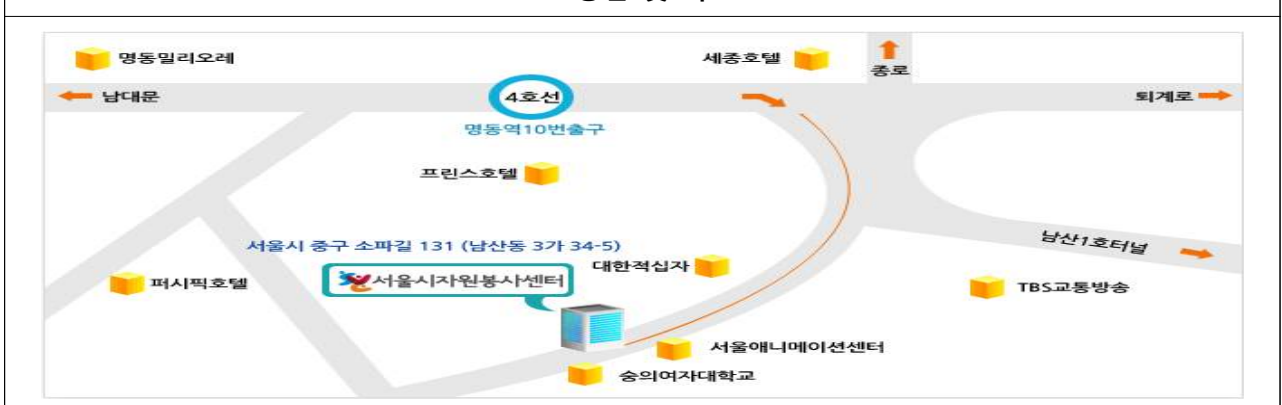 명동밀리오레
세종호텔
종로
남대문
4호선
퇴계로
명동역10번출구
프린스호텔
서울시 중구 소파길 131 (남산동 3가 34-5)
남산1호터널
대한적십자
퍼시픽호텔
서울시자원봉사센터
TBS교통방송
서울애니메이션센터
숭의여자대학교